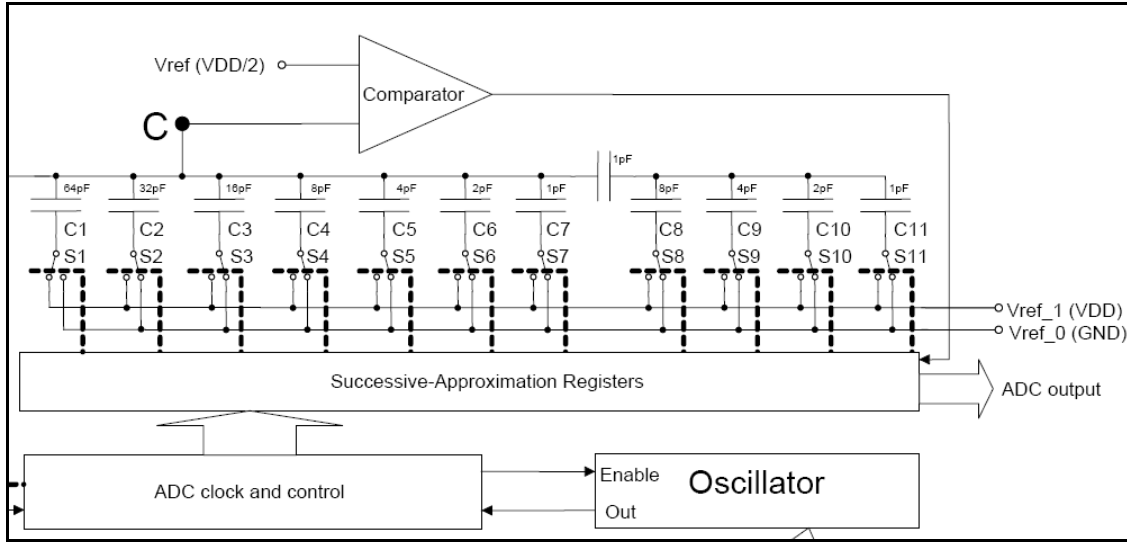 Vref (VDD/2)
Comparator
C
1pF
64pF 32pF 16pF 8pF 4pF 2pF 1pF 8pF 4pF 2pF 1pF
C1 C2 C3 C4 C5 C6 C7 C8 C9 C10 C11
S1 S2 S3 S4 S5 S6 S7 S8 S9 S10 S11
Vref_1 (VDD)
Vref_0 (GND)
Successive-Approximation Registers
ADC output
ADC clock and control
Enable
Oscillator
Out